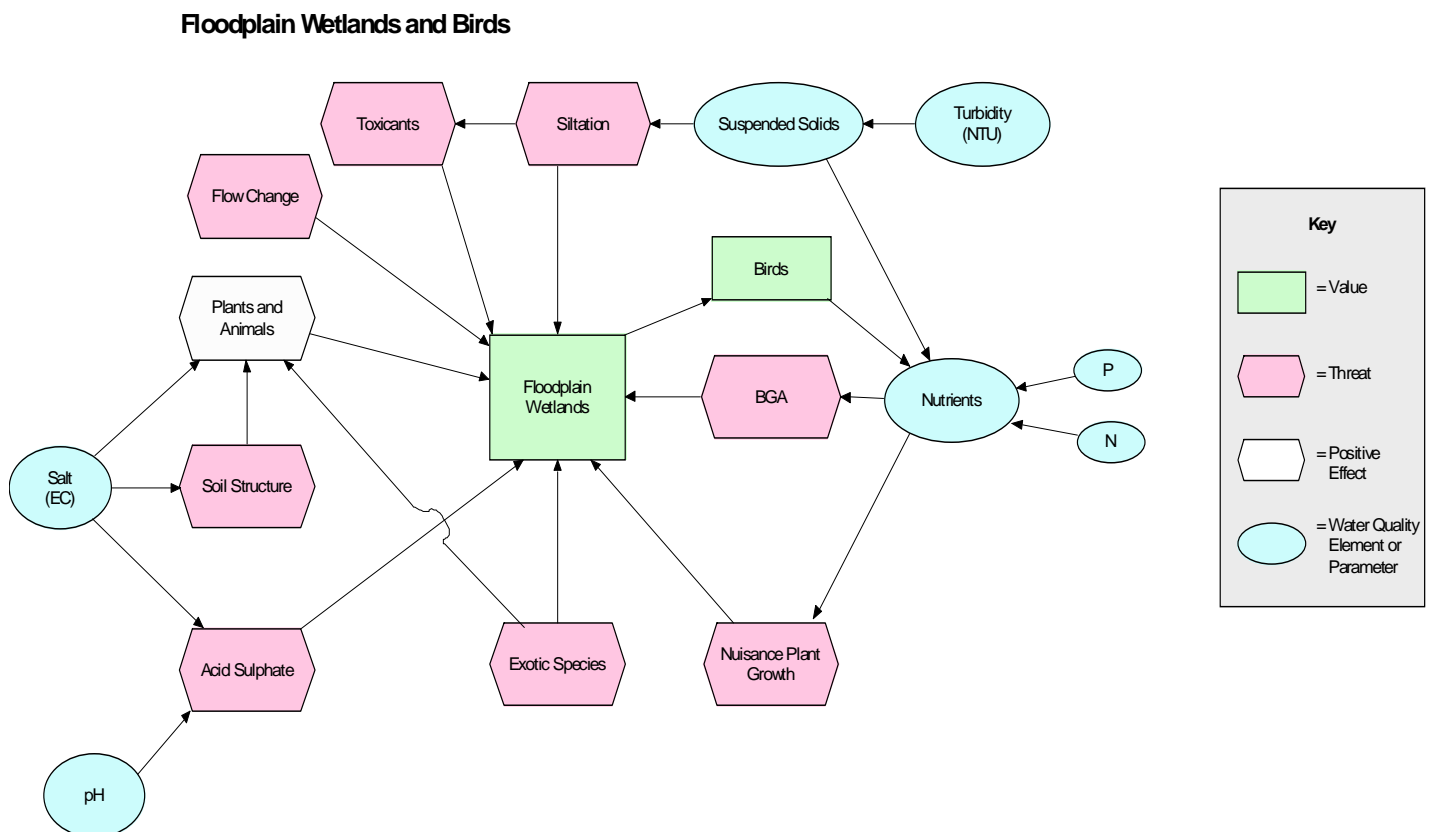 Floodplain Wetlands and Birds
Toxicants
Siltation
Suspended Solids
Turbidity
(NTU)
Flow Change
Birds
Plants and
Animals
Floodplain
Wetlands
BGA
Nutrients
P
N
Salt
(EC)
Soil Structure
Acid Sulphate
Exotic Species
Nuisance Plant
Growth
pH
Key
= Value
= Threat
= Positive
Effect
= Water Quality
Element or
Parameter